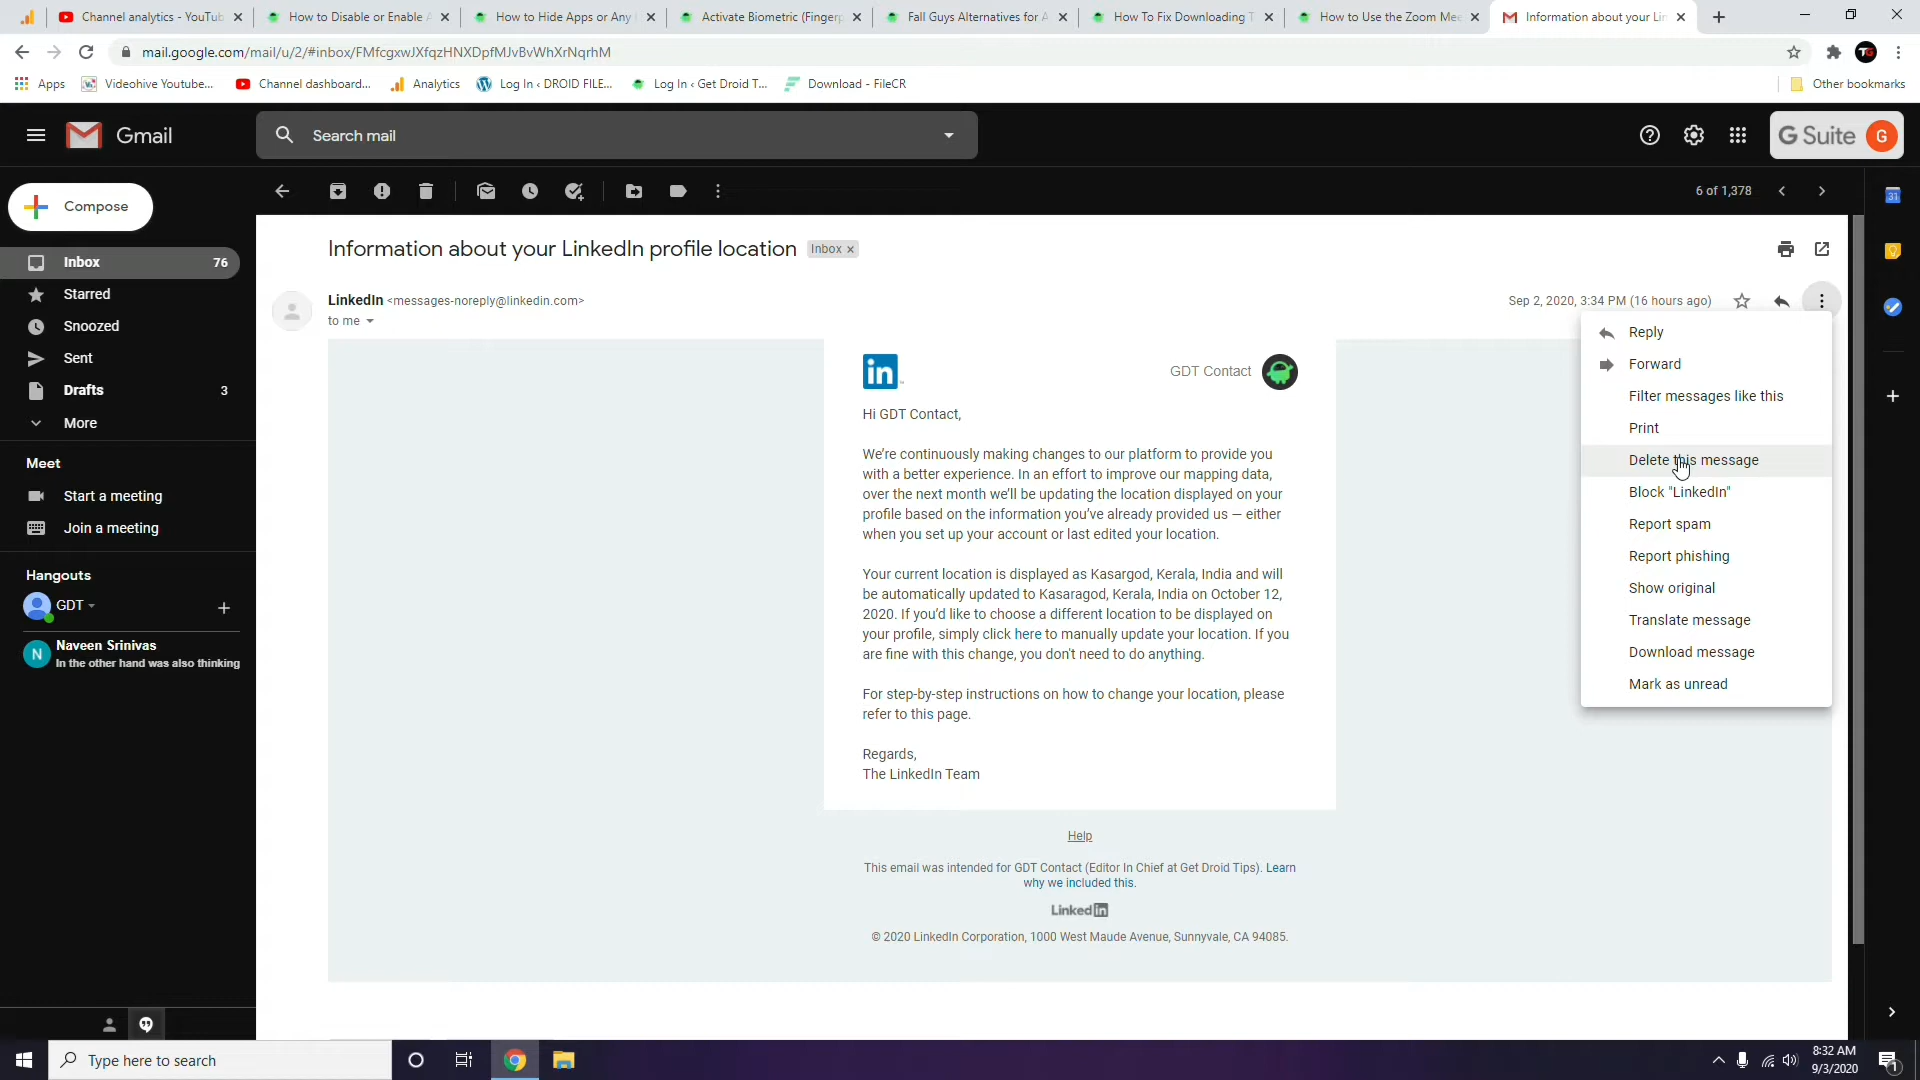 Channel analytics - YouTub
How to Disable or Enable A
How to Hide Apps or Any
Activate Biometric (Fingerp
Fall Guys Alternatives for A
How To Fix Downloading T
How to Use the Zoom Mee
Information about your Lin
mail.google.com/mail/u/2/#inbox/FMfcgxwJXfqzHNXDpfMJvBvWhXrNqrhM
Apps
Videohive Youtube...
Channel dashboard...
Analytics
Log In ‹ DROID FILE...
Log In ‹ Get Droid T...
Download - FileCR
Other bookmarks
Gmail
Search mail
G Suite
G
Compose
6 of 1,378
31
Inbox 76
Starred
Snoozed
Sent
Drafts 3
More
Meet
Start a meeting
Join a meeting
Hangouts
GDT
N
Naveen Srinivas
In the other hand was also thinking
Information about your LinkedIn profile location
Inbox
LinkedIn <messages-noreply@linkedin.com>
Sep 2, 2020, 3:34 PM (16 hours ago)
to me
in
GDT Contact
Hi GDT Contact,
We're continuously making changes to our platform to provide you
with a better experience. In an effort to improve our mapping data,
over the next month we'll be updating the location displayed on your
profile based on the information you've already provided us — either
when you set up your account or last edited your location.
Your current location is displayed as Kasargod, Kerala, India and will
be automatically updated to Kasaragod, Kerala, India on October 12,
2020. If you'd like to choose a different location to be displayed on
your profile, simply click here to manually update your location. If you
are fine with this change, you don't need to do anything.
For step-by-step instructions on how to change your location, please
refer to this page.
Regards,
The LinkedIn Team
Help
This email was intended for GDT Contact (Editor In Chief at Get Droid Tips). Learn
why we included this.
Linkedin
© 2020 LinkedIn Corporation, 1000 West Maude Avenue, Sunnyvale, CA 94085.
Reply
Forward
Filter messages like this
Print
Delete this message
Block "LinkedIn"
Report spam
Report phishing
Show original
Translate message
Download message
Mark as unread
Type here to search
8:32 AM
9/3/2020
1